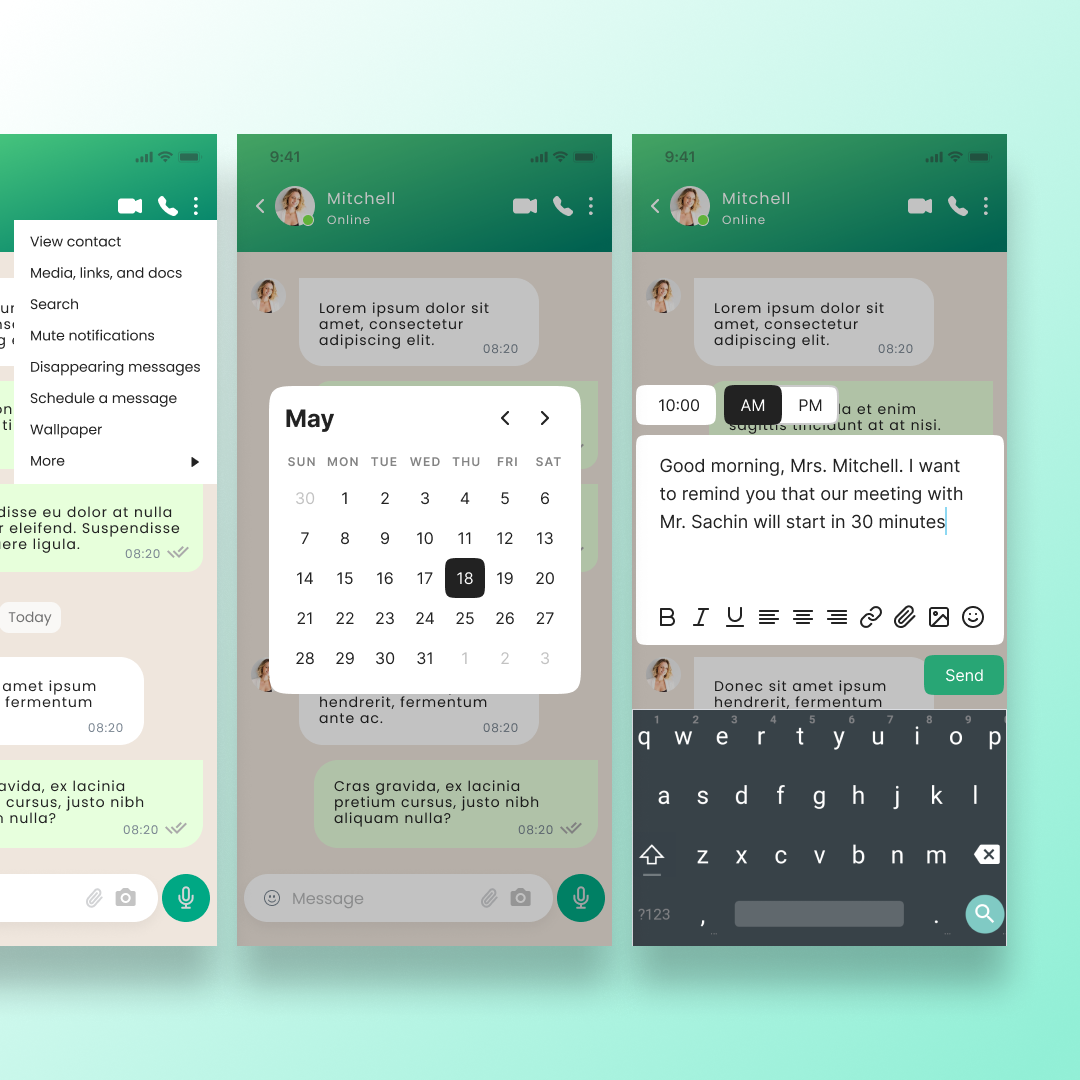 View contact
Media, links, and docs
Search
Mute notifications
Disappearing messages
Schedule a message
Wallpaper
More
disse eu dolor at nulla
r eleifend. Suspendisse
ere ligula.
08:20
Today
amet ipsum
fermentum
08:20
avida, ex lacinia
cursus, justo nibh
nulla?
08:20
9:41
Mitchell
Online
Lorem ipsum dolor sit
amet, consectetur
adipiscing elit.
08:20
May
SUN MON TUE WED THU FRI SAT
30 1 2 3 4 5 6
7 8 9 10 11 12 13
14 15 16 17 18 19 20
21 22 23 24 25 26 27
28 29 30 31 1 2 3
hendrerit, fermentum
ante ac.
08:20
Cras gravida, ex lacinia
pretium cursus, justo nibh
aliquam nulla?
08:20
Message
9:41
Mitchell
Online
Lorem ipsum dolor sit
amet, consectetur
adipiscing elit.
08:20
10:00 AM PM
la et enim
sagittis tincidunt at at nisi.
Good morning, Mrs. Mitchell. I want
to remind you that our meeting with
Mr. Sachin will start in 30 minutes
B I U
Donec sit amet ipsum
hendrerit, fermentum
Send
1 2 3 4 5 6 7 8 9
q w e r t y u i o p
a s d f g h j k l
z x c v b n m
?123 , .